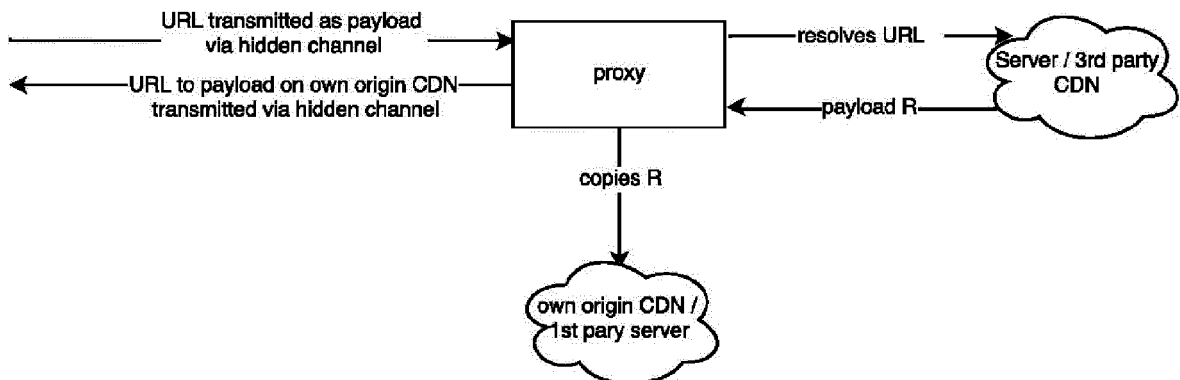 URL transmitted as payload
via hidden channel
URL to payload on own origin CDN
transmitted via hidden channel
proxy
resolves URL
payload R
Server / 3rd party
CDN
copies R
own origin CDN /
1st pary server